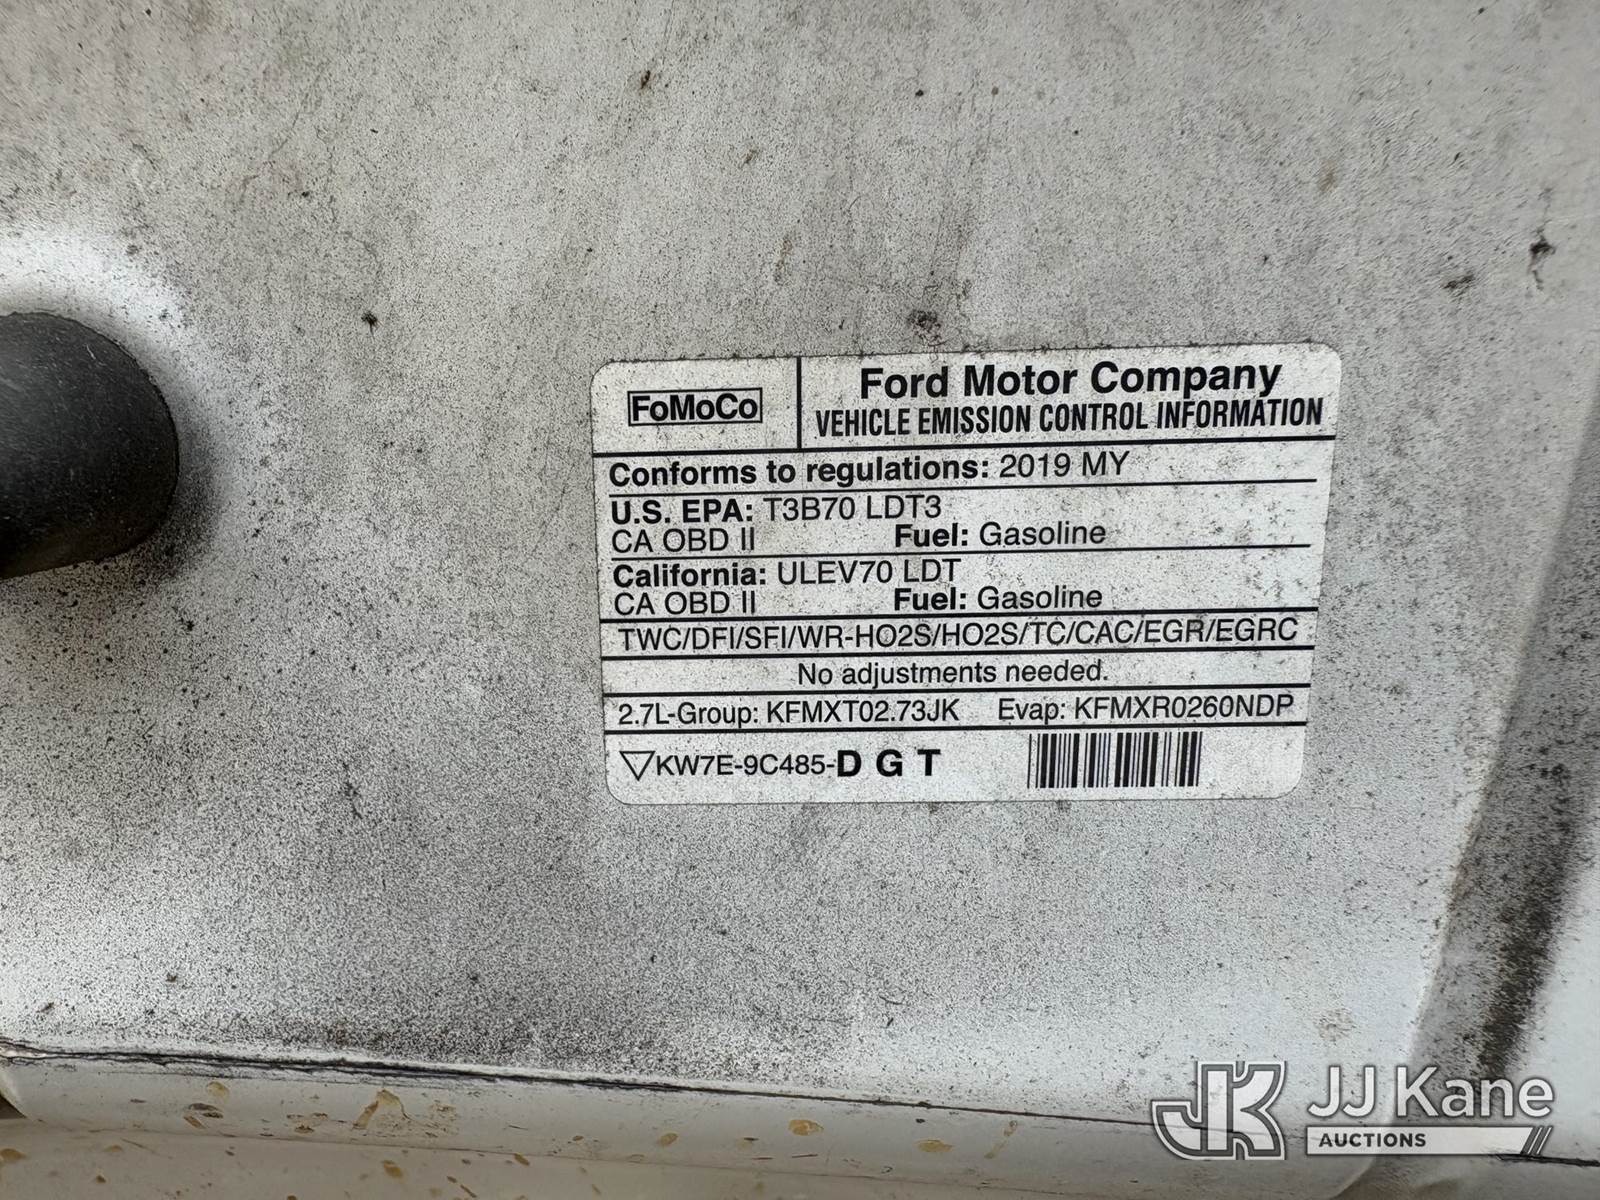 FoMoCo
Ford Motor Company
VEHICLE EMISSION CONTROL INFORMATION
Conforms to regulations: 2019 MY
U.S. EPA: T3B70 LDT3
CA OBD II Fuel: Gasoline
California: ULEV70 LDT
CA OBD II Fuel: Gasoline
TWC/DFI/SFI/WR-HO2S/HO2S/TC/CAC/EGR/EGRC
No adjustments needed.
2.7L-Group: KFMXT02.73JK Evap: KFMXR0260NDP
KW7E-9C485-D G T
JK JJ Kane
AUCTIONS